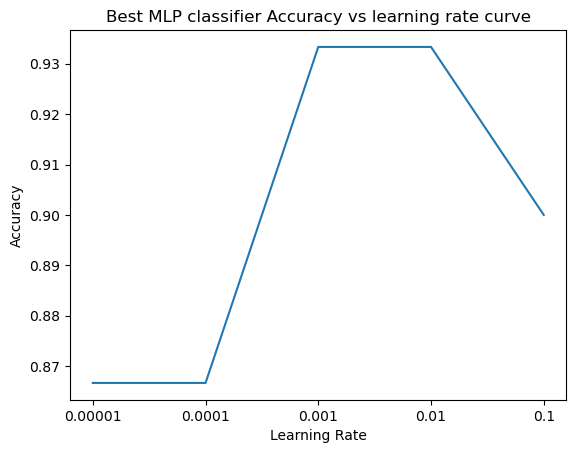 Best MLP classifier Accuracy vs learning rate curve
0.93
0.92
0.91
0.90
0.89
0.88
0.87
Accuracy
0.00001 0.0001 0.001 0.01 0.1
Learning Rate